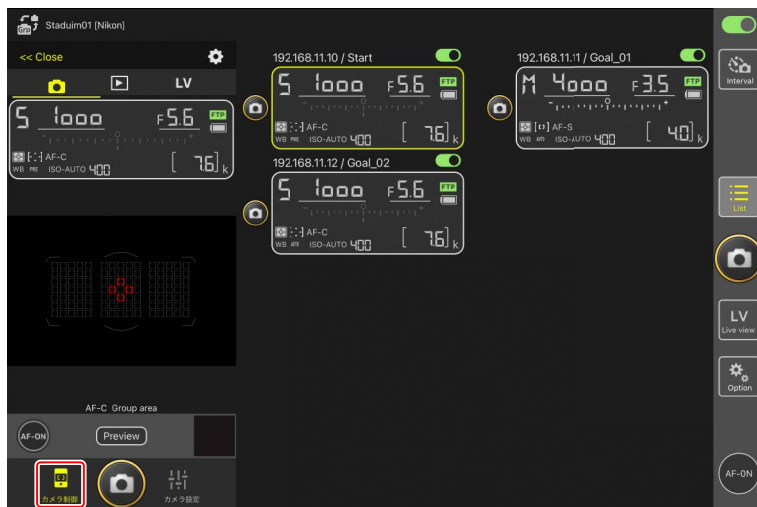 Grp
Staduim01 [Nikon]
<< Close
LV
S 1000 F5.6 FTP
AF-C
WB PRE ISO-AUTO 400 [ 7.6] k
AF-C Group area
AF-ON
Preview
カメラ制御
カメラ設定
192.168.11.10 / Start
S 1000 F5.6 FTP
AF-C
WB PRE ISO-AUTO 400 [ 7.6] k
192.168.11.11 / Goal_01
M 4000 F3.5 FTP
AF-S
WB AUTO ISO-AUTO 400 [ 4.0] k
192.168.11.12 / Goal_02
S 1000 F5.6 FTP
AF-C
WB AUTO ISO-AUTO 400 [ 7.6] k
Interval
List
LV
Live view
Option
AF-ON